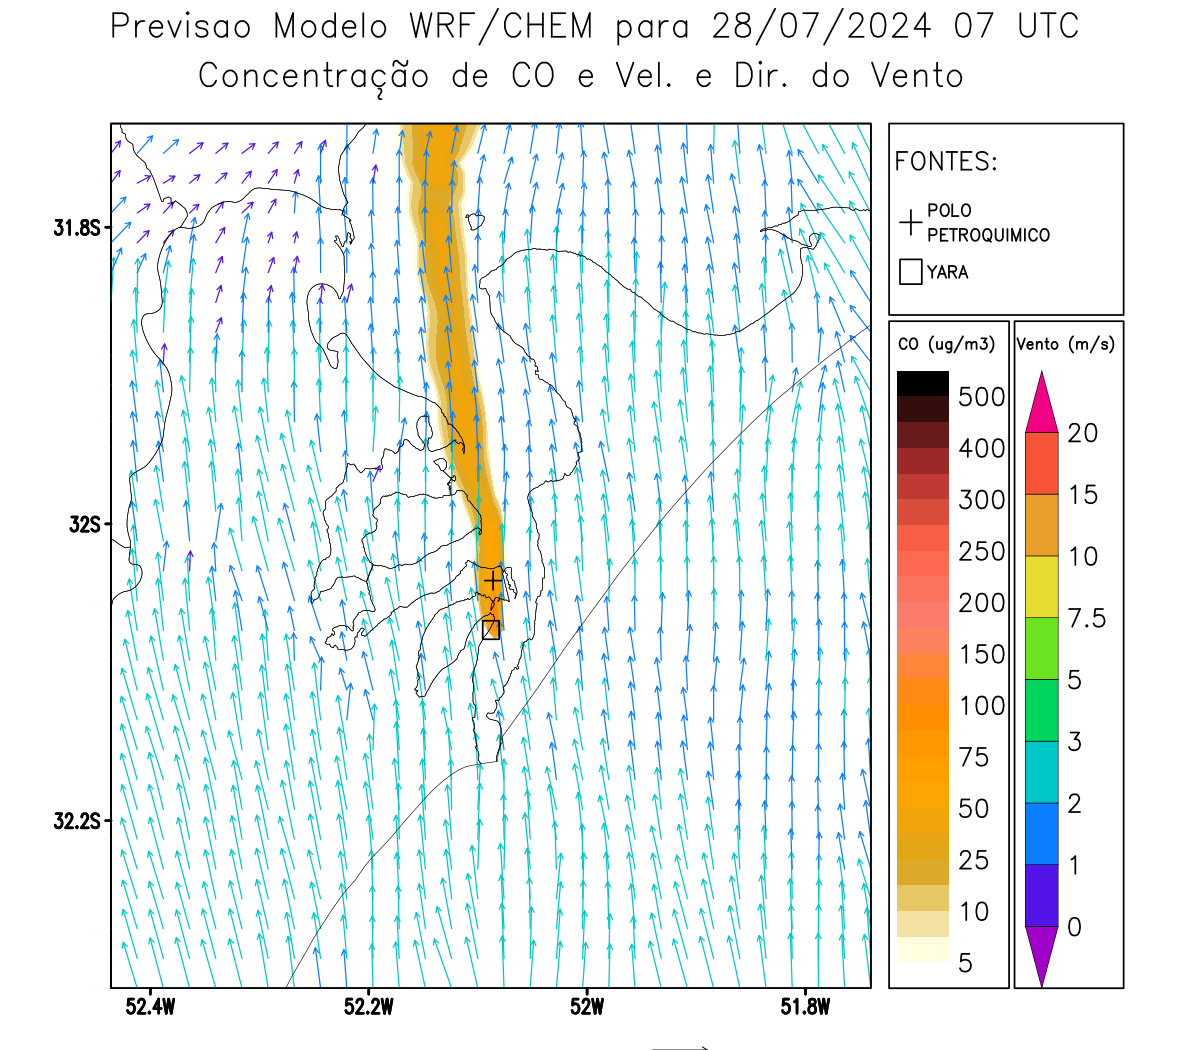 Previsao Modelo WRF/CHEM para 28/07/2024 07 UTC
Concentração de CO e Vel. e Dir. do Vento
FONTES:
POLO
PETROQUIMICO
YARA
CO (ug/m3)
500
400
300
250
200
150
100
75
50
25
10
5
Vento (m/s)
20
15
10
7.5
5
3
2
1
0
31.8S
32S
32.2S
52.4W
52.2W
52W
51.8W